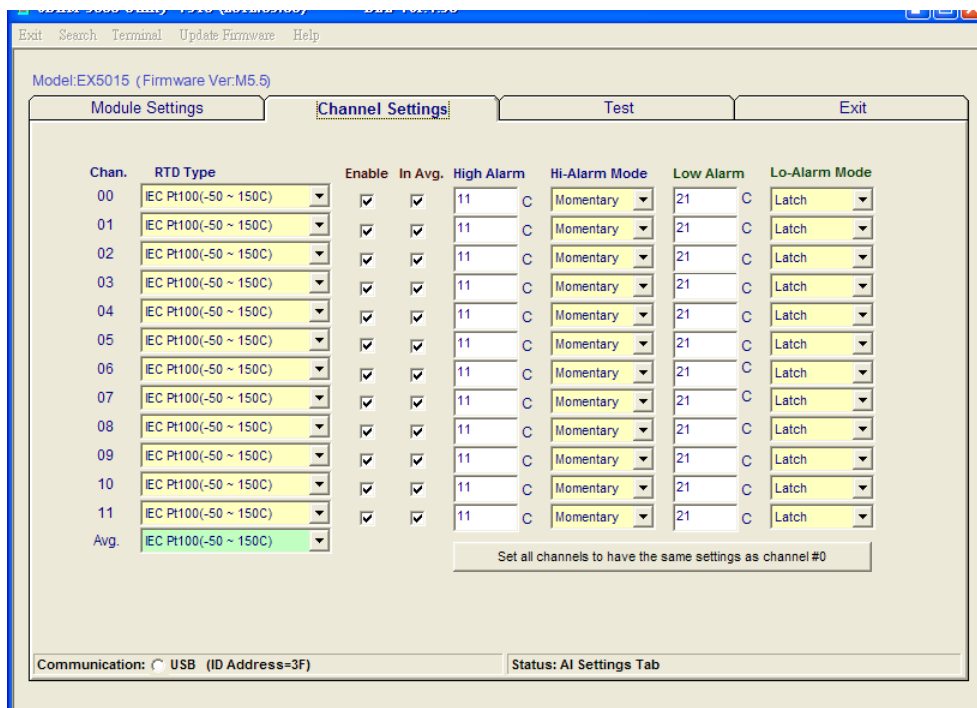 Exit Search Terminal Update Firmware Help
Model:EX5015 (Firmware Ver:M5.5)
Module Settings Channel Settings Test Exit
Chan. RTD Type Enable In Avg. High Alarm Hi-Alarm Mode Low Alarm Lo-Alarm Mode
00 IEC Pt100(-50 ~ 150C) 11 C Momentary 21 C Latch
01 IEC Pt100(-50 ~ 150C) 11 C Momentary 21 C Latch
02 IEC Pt100(-50 ~ 150C) 11 C Momentary 21 C Latch
03 IEC Pt100(-50 ~ 150C) 11 C Momentary 21 C Latch
04 IEC Pt100(-50 ~ 150C) 11 C Momentary 21 C Latch
05 IEC Pt100(-50 ~ 150C) 11 C Momentary 21 C Latch
06 IEC Pt100(-50 ~ 150C) 11 C Momentary 21 C Latch
07 IEC Pt100(-50 ~ 150C) 11 C Momentary 21 C Latch
08 IEC Pt100(-50 ~ 150C) 11 C Momentary 21 C Latch
09 IEC Pt100(-50 ~ 150C) 11 C Momentary 21 C Latch
10 IEC Pt100(-50 ~ 150C) 11 C Momentary 21 C Latch
11 IEC Pt100(-50 ~ 150C) 11 C Momentary 21 C Latch
Avg. IEC Pt100(-50 ~ 150C)
Set all channels to have the same settings as channel #0
Communication: USB (ID Address=3F) Status: AI Settings Tab